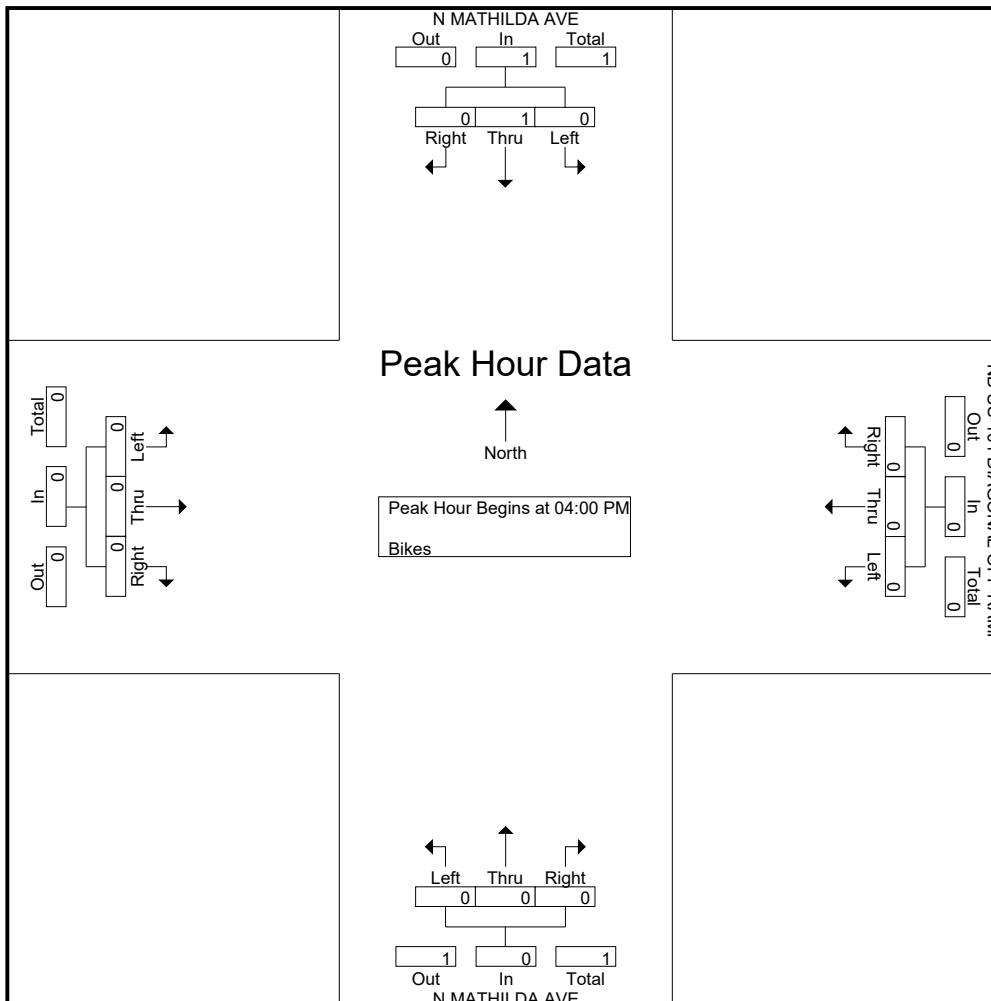 N MATHILDA AVE
Out In Total
0 1 1
0 1 0
Right Thru Left
Peak Hour Data
North
Peak Hour Begins at 04:00 PM
Bikes
Total 0
In 0
Out 0
Left 0
Thru 0
Right 0
Right 0
Thru 0
Left 0
Out 0
In 0
Total 0
Left Thru Right
0 0 0
1 0 1
Out In Total
N MATHILDA AVE